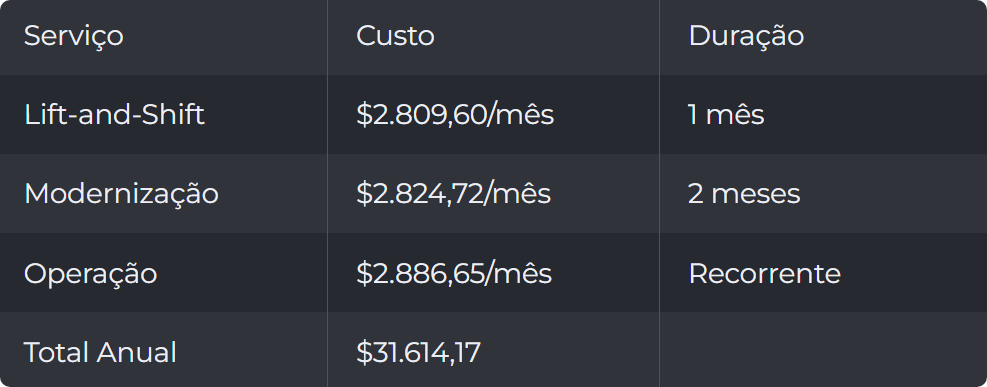 Serviço Custo Duração
Lift-and-Shift $2.809,60/mês 1 mês
Modernização $2.824,72/mês 2 meses
Operação $2.886,65/mês Recorrente
Total Anual $31.614,17